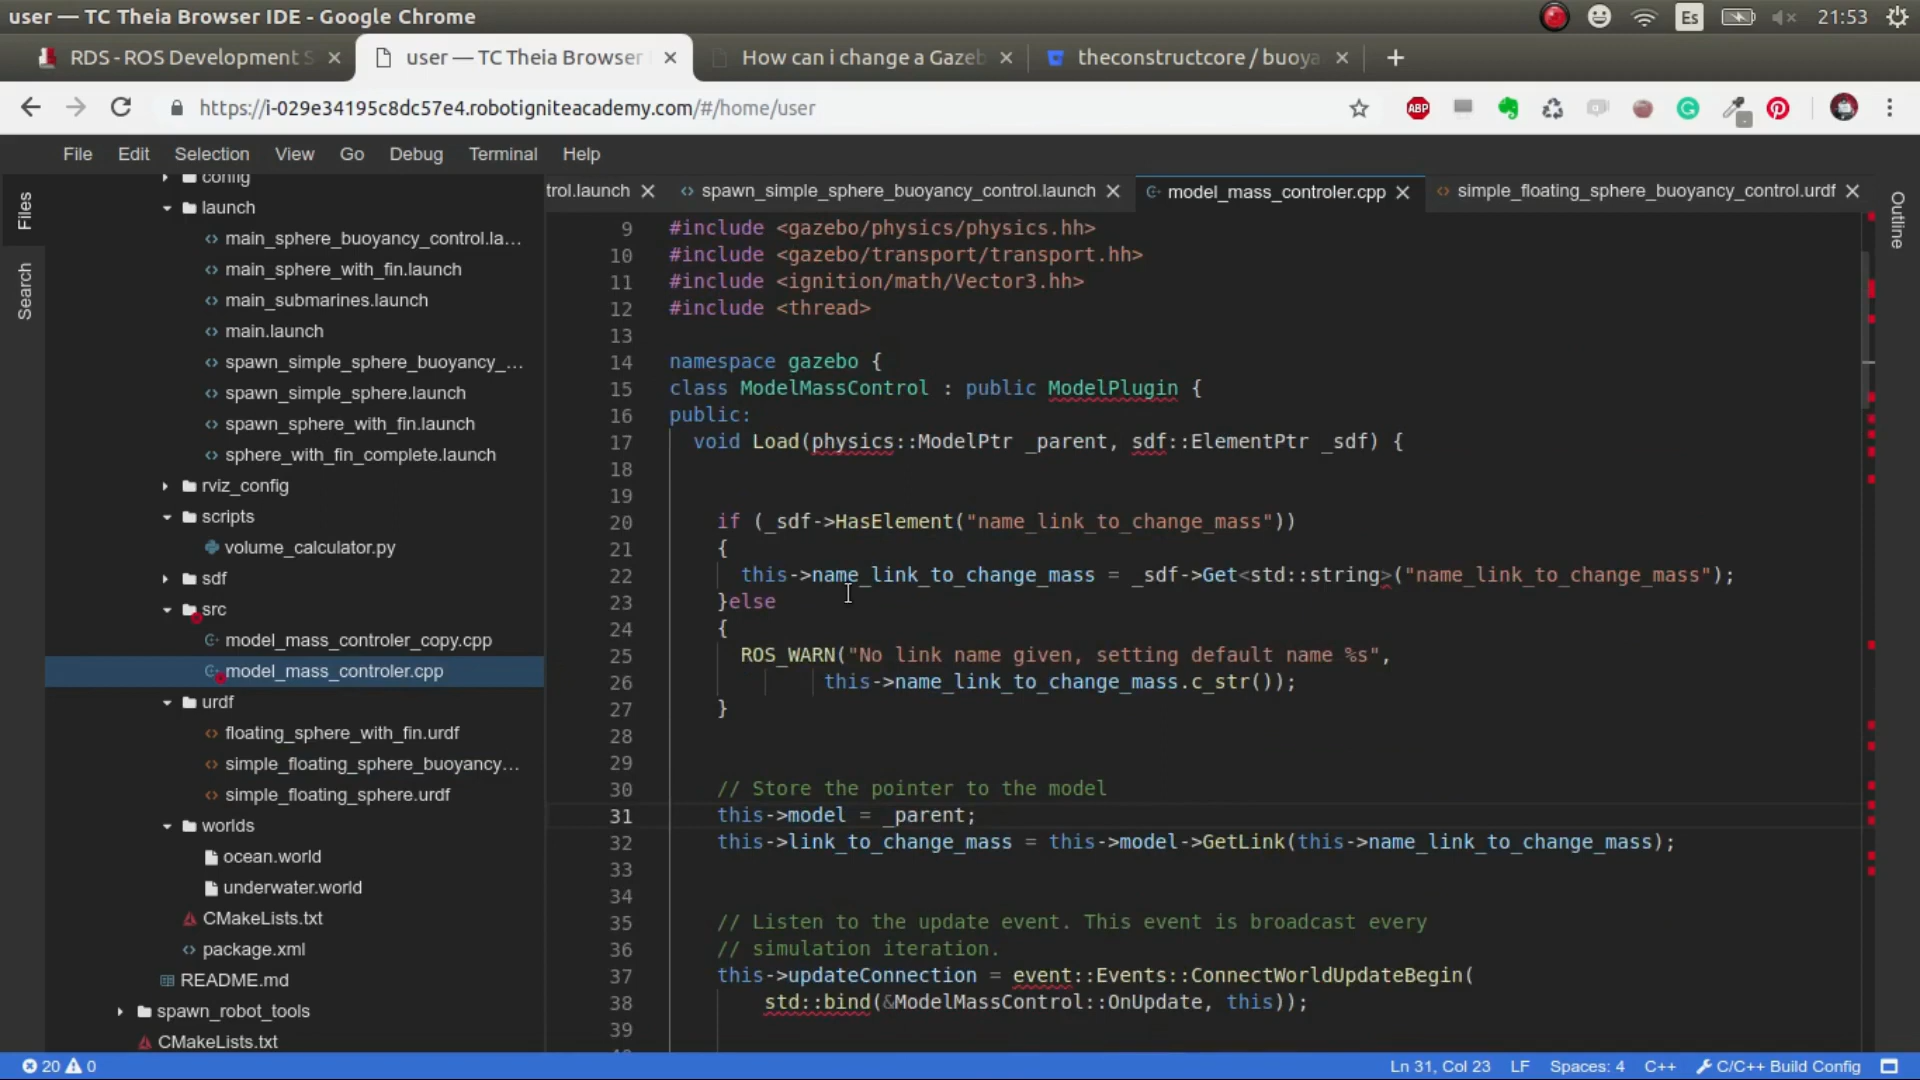 user — TC Theia Browser IDE - Google Chrome
Es
21:53
RDS - ROS Development S
user — TC Theia Browser
How can i change a Gazeb
theconstructcore / buoya
https://i-029e34195c8dc57e4.robotigniteacademy.com/#/home/user
ABP
File Edit Selection View Go Debug Terminal Help
Files
Search
Outline
config
launch
main_sphere_buoyancy_control.la...
main_sphere_with_fin.launch
main_submarines.launch
main.launch
spawn_simple_sphere_buoyancy_...
spawn_simple_sphere.launch
spawn_sphere_with_fin.launch
sphere_with_fin_complete.launch
rviz_config
scripts
volume_calculator.py
sdf
src
model_mass_controler_copy.cpp
model_mass_controler.cpp
urdf
floating_sphere_with_fin.urdf
simple_floating_sphere_buoyancy...
simple_floating_sphere.urdf
worlds
ocean.world
underwater.world
CMakeLists.txt
package.xml
README.md
spawn_robot_tools
CMakeLists.txt
trol.launch
spawn_simple_sphere_buoyancy_control.launch
model_mass_controler.cpp
simple_floating_sphere_buoyancy_control.urdf
9 #include <gazebo/physics/physics.hh>
10 #include <gazebo/transport/transport.hh>
11 #include <ignition/math/Vector3.hh>
12 #include <thread>
13
14 namespace gazebo {
15 class ModelMassControl : public ModelPlugin {
16 public:
17 void Load(physics::ModelPtr _parent, sdf::ElementPtr _sdf) {
18
19
20 if (_sdf->HasElement("name_link_to_change_mass"))
21 {
22 this->name_link_to_change_mass = _sdf->Get<std::string>("name_link_to_change_mass");
23 }else
24 {
25 ROS_WARN("No link name given, setting default name %s",
26 this->name_link_to_change_mass.c_str());
27 }
28
29
30 // Store the pointer to the model
31 this->model = _parent;
32 this->link_to_change_mass = this->model->GetLink(this->name_link_to_change_mass);
33
34
35 // Listen to the update event. This event is broadcast every
36 // simulation iteration.
37 this->updateConnection = event::Events::ConnectWorldUpdateBegin(
38 std::bind(&ModelMassControl::OnUpdate, this));
39
20 0
Ln 31, Col 23 LF Spaces: 4 C++ C/C++ Build Config